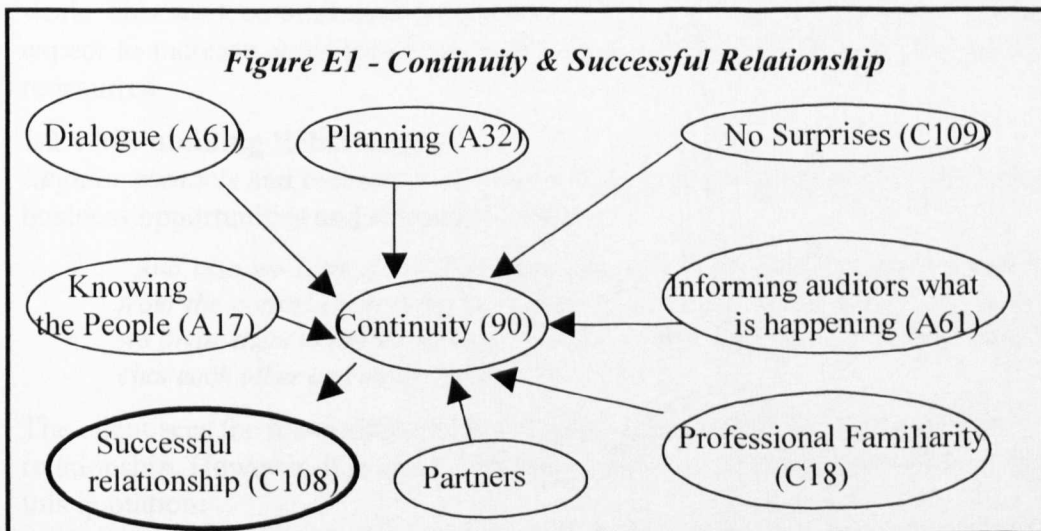 Figure E1 - Continuity & Successful Relationship
Dialogue (A61)
Planning (A32)
No Surprises (C109)
Knowing
the People (A17)
Continuity (90)
Informing auditors what
is happening (A61)
Successful
relationship (C108)
Partners
Professional Familiarity
(C18)